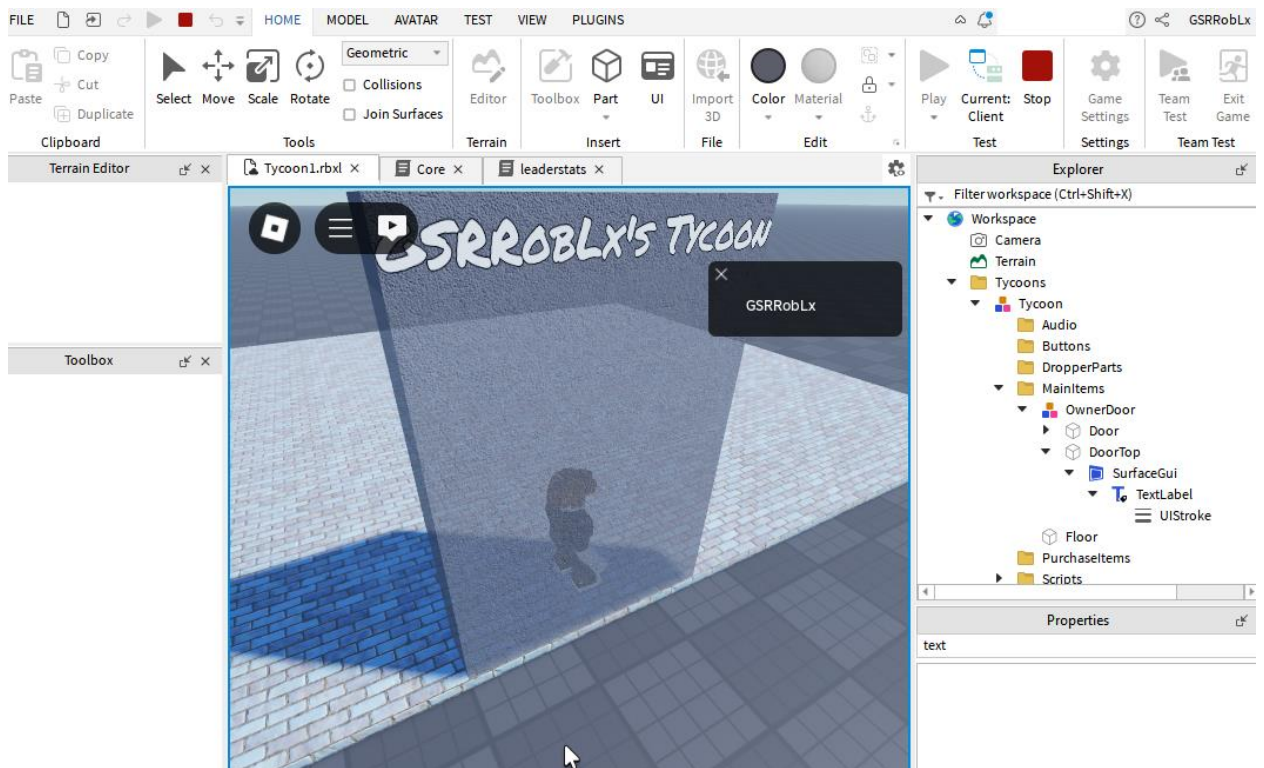 FILE HOME MODEL AVATAR TEST VIEW PLUGINS GSRRobLx
Paste
Copy
Cut
Duplicate
Clipboard
Select Move Scale Rotate
Geometric
Collisions
Join Surfaces
Tools
Editor
Terrain
Toolbox Part UI
Insert
Import
3D
File
Color Material
Edit
Play Current:
Client Stop
Test
Game
Settings
Settings
Team
Test Exit
Game
Team Test
Terrain Editor
Toolbox
Tycoon1.rbxl Core leaderstats
GSRRobLx's Tycoon
GSRRobLx
Explorer
Filter workspace (Ctrl+Shift+X)
Workspace
Camera
Terrain
Tycoons
Tycoon
Audio
Buttons
DropperParts
MainItems
OwnerDoor
Door
DoorTop
SurfaceGui
TextLabel
UIStroke
Floor
PurchaseItems
Scripts
Properties
text